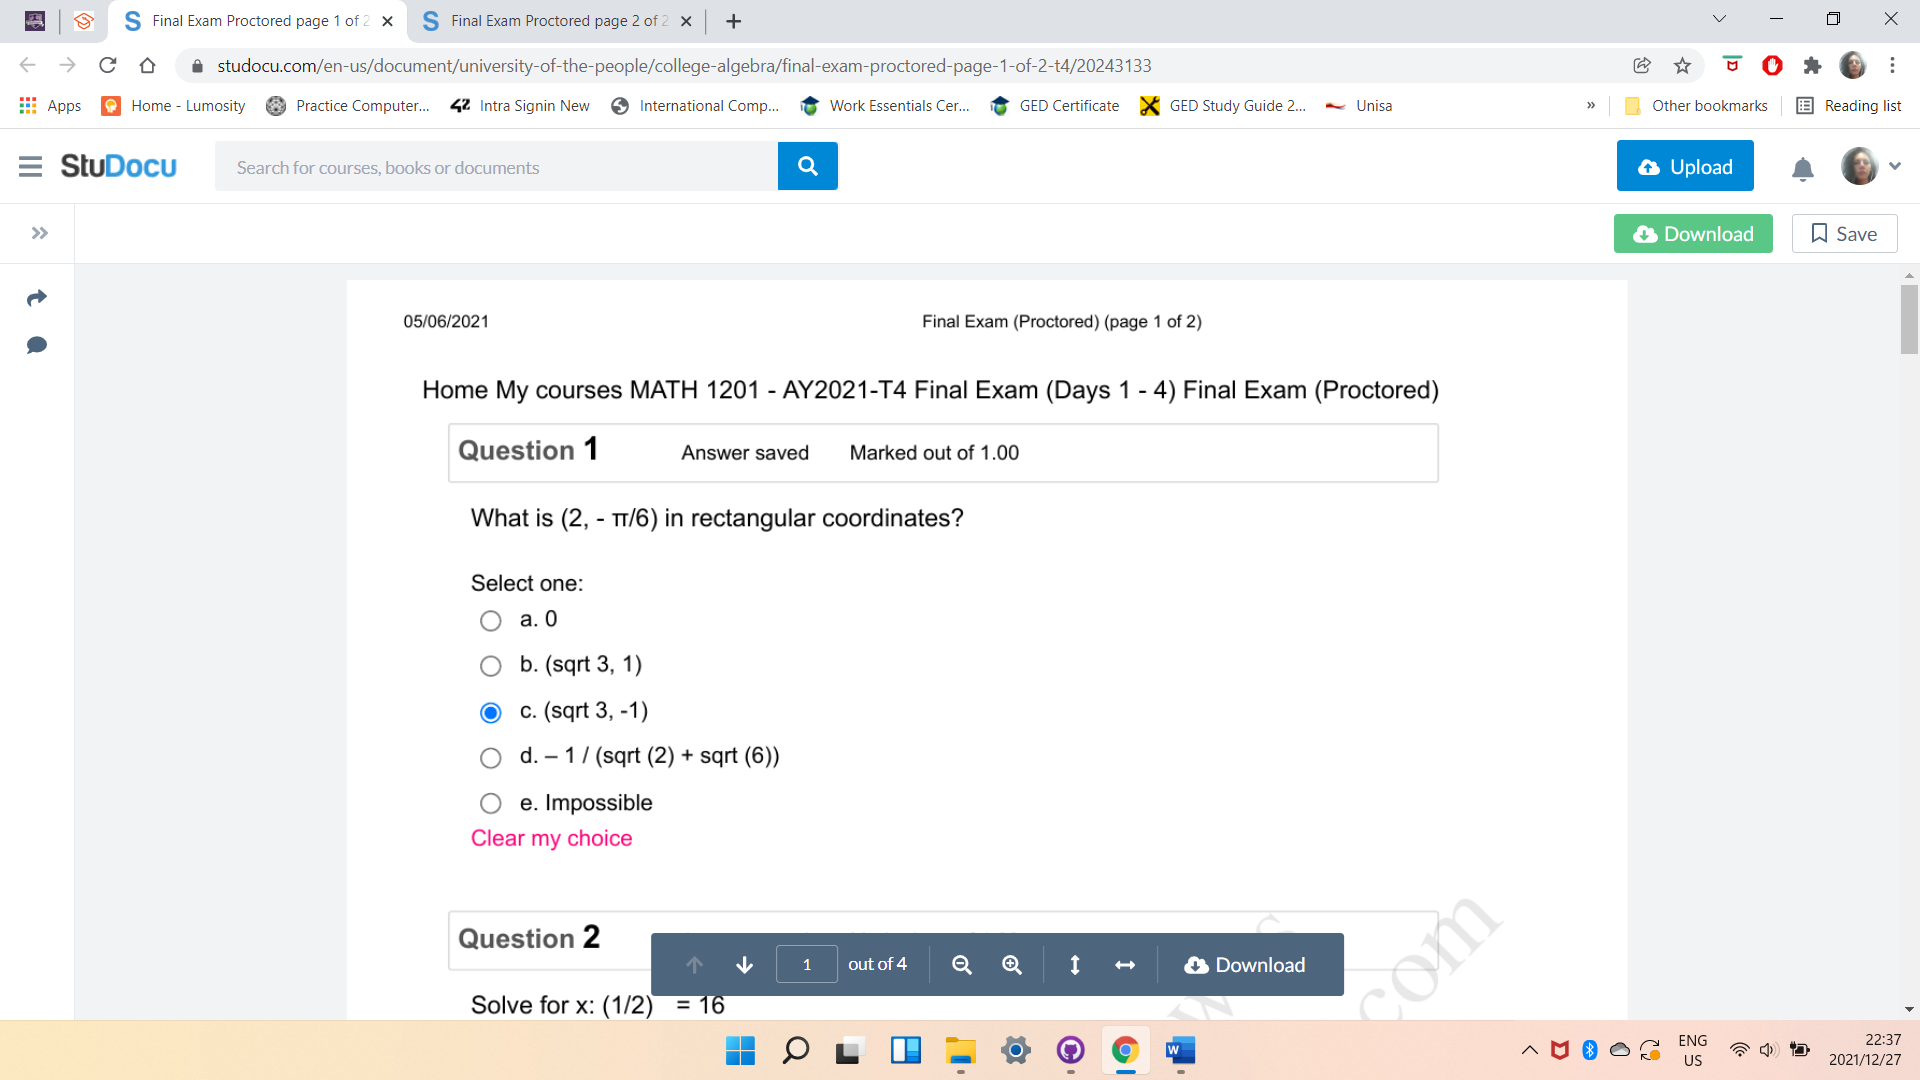 Final Exam Proctored page 1 of 2
Final Exam Proctored page 2 of 2
studocu.com/en-us/document/university-of-the-people/college-algebra/final-exam-proctored-page-1-of-2-t4/20243133
Apps
Home - Lumosity
Practice Computer...
Intra Signin New
International Comp...
Work Essentials Cer...
GED Certificate
GED Study Guide 2...
Unisa
»
Other bookmarks
Reading list
StuDocu
Search for courses, books or documents
Upload
Download
Save
05/06/2021
Final Exam (Proctored) (page 1 of 2)
Home My courses MATH 1201 - AY2021-T4 Final Exam (Days 1 - 4) Final Exam (Proctored)
Question 1 Answer saved Marked out of 1.00
What is (2, - π/6) in rectangular coordinates?
Select one:
a. 0
b. (sqrt 3, 1)
c. (sqrt 3, -1)
d. – 1 / (sqrt (2) + sqrt (6))
e. Impossible
Clear my choice
Question 2
1 out of 4
Download
Solve for x: (1/2) = 16
com
ENG
US
22:37
2021/12/27